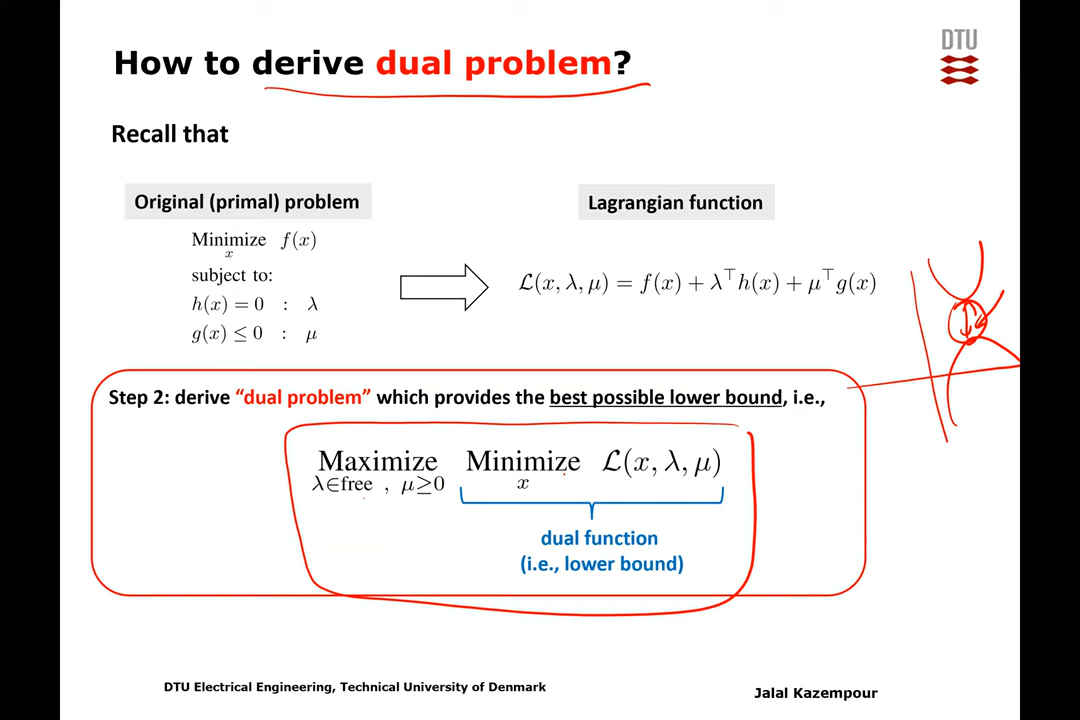 How to derive dual problem?
DTU
Recall that
Original (primal) problem
Minimize f(x)
x
subject to:
h(x) = 0 : λ
g(x) ≤ 0 : μ
Lagrangian function
ℒ(x, λ, μ) = f(x) + λ⊤h(x) + μ⊤g(x)
Step 2: derive “dual problem” which provides the best possible lower bound, i.e.,
Maximize Minimize ℒ(x, λ, μ)
λ∈free , μ≥0 x
dual function
(i.e., lower bound)
DTU Electrical Engineering, Technical University of Denmark
Jalal Kazempour